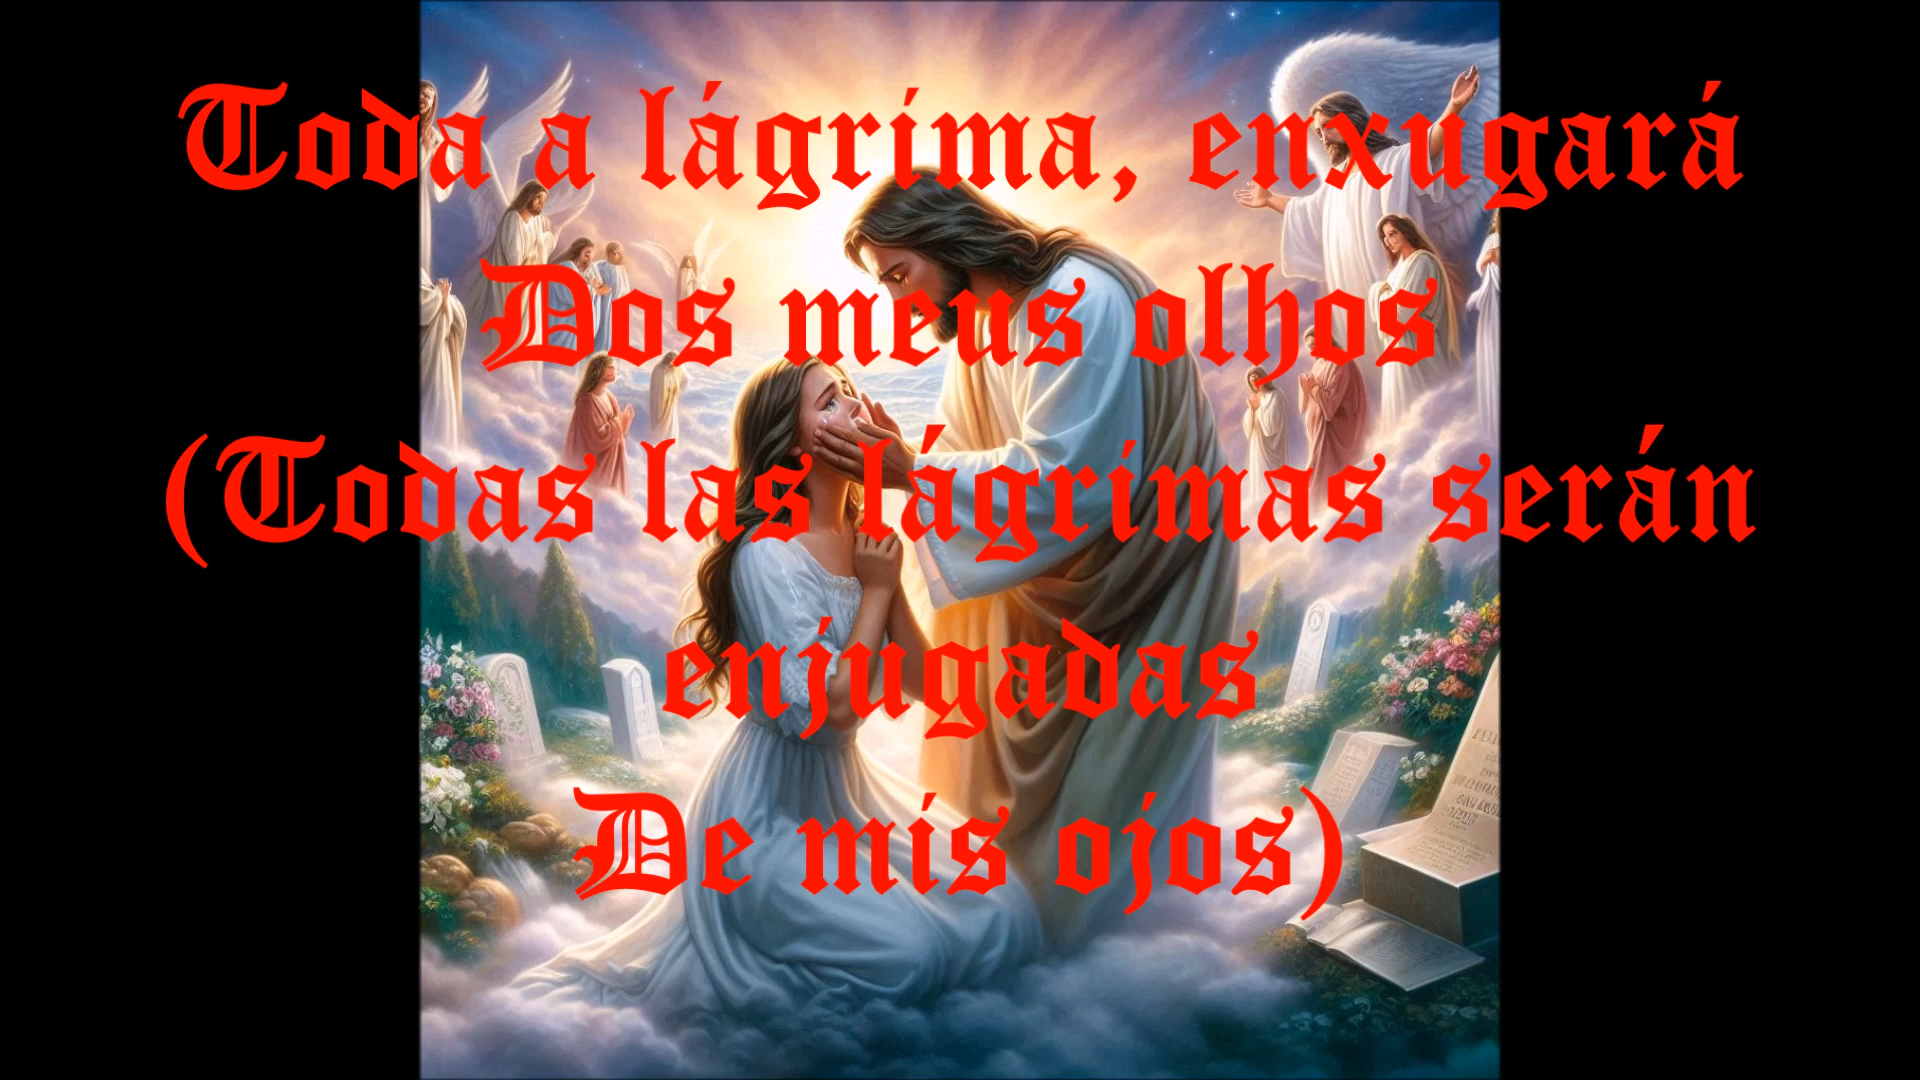 Toda a lágrima, enxugará
Dos meus olhos
(Todas las lágrimas serán
enjugadas
De mis ojos)